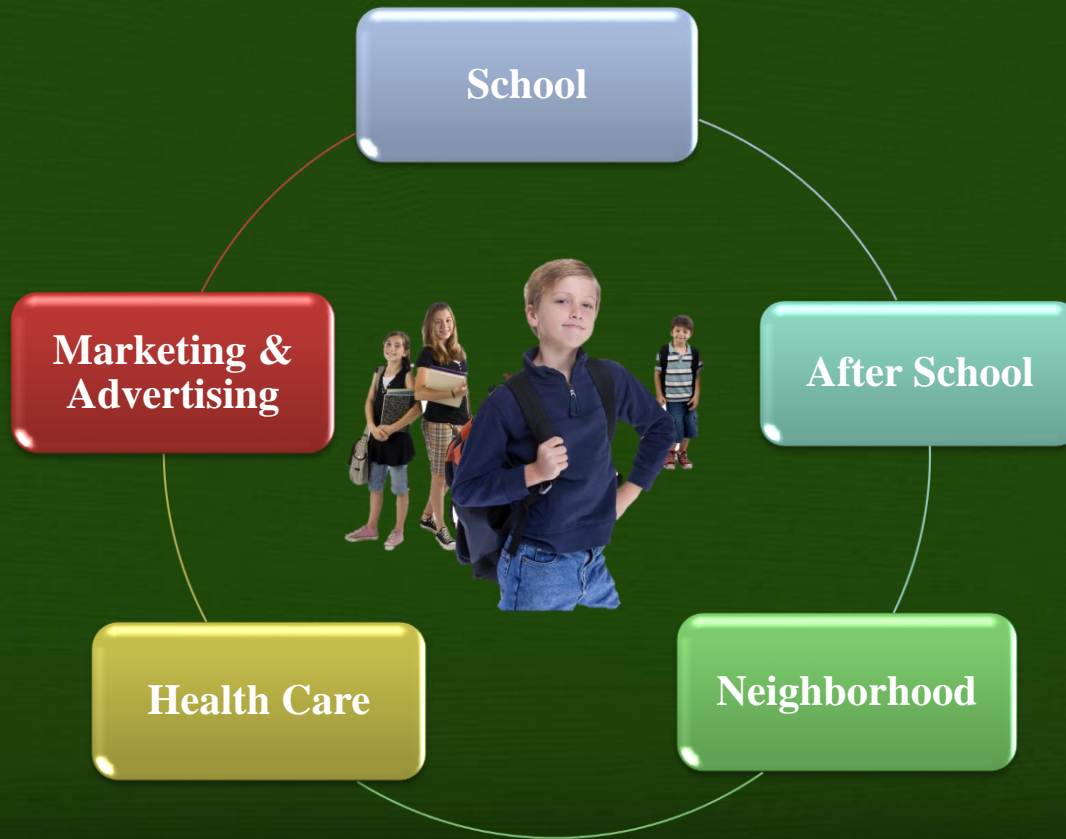 School
After School
Neighborhood
Health Care
Marketing &
Advertising